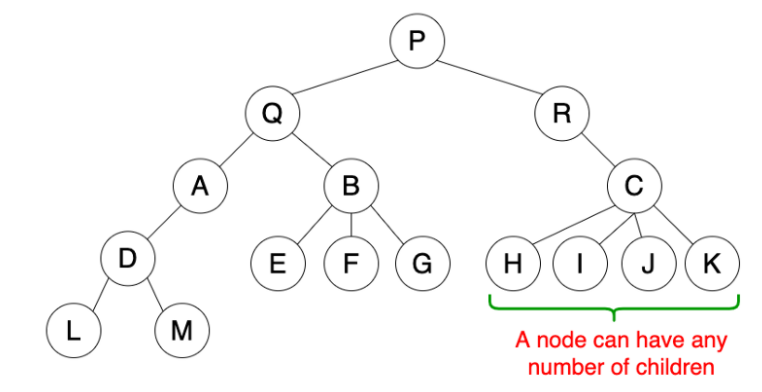 P
Q R
A B C
D E F G H I J K
L M
A node can have any
number of children